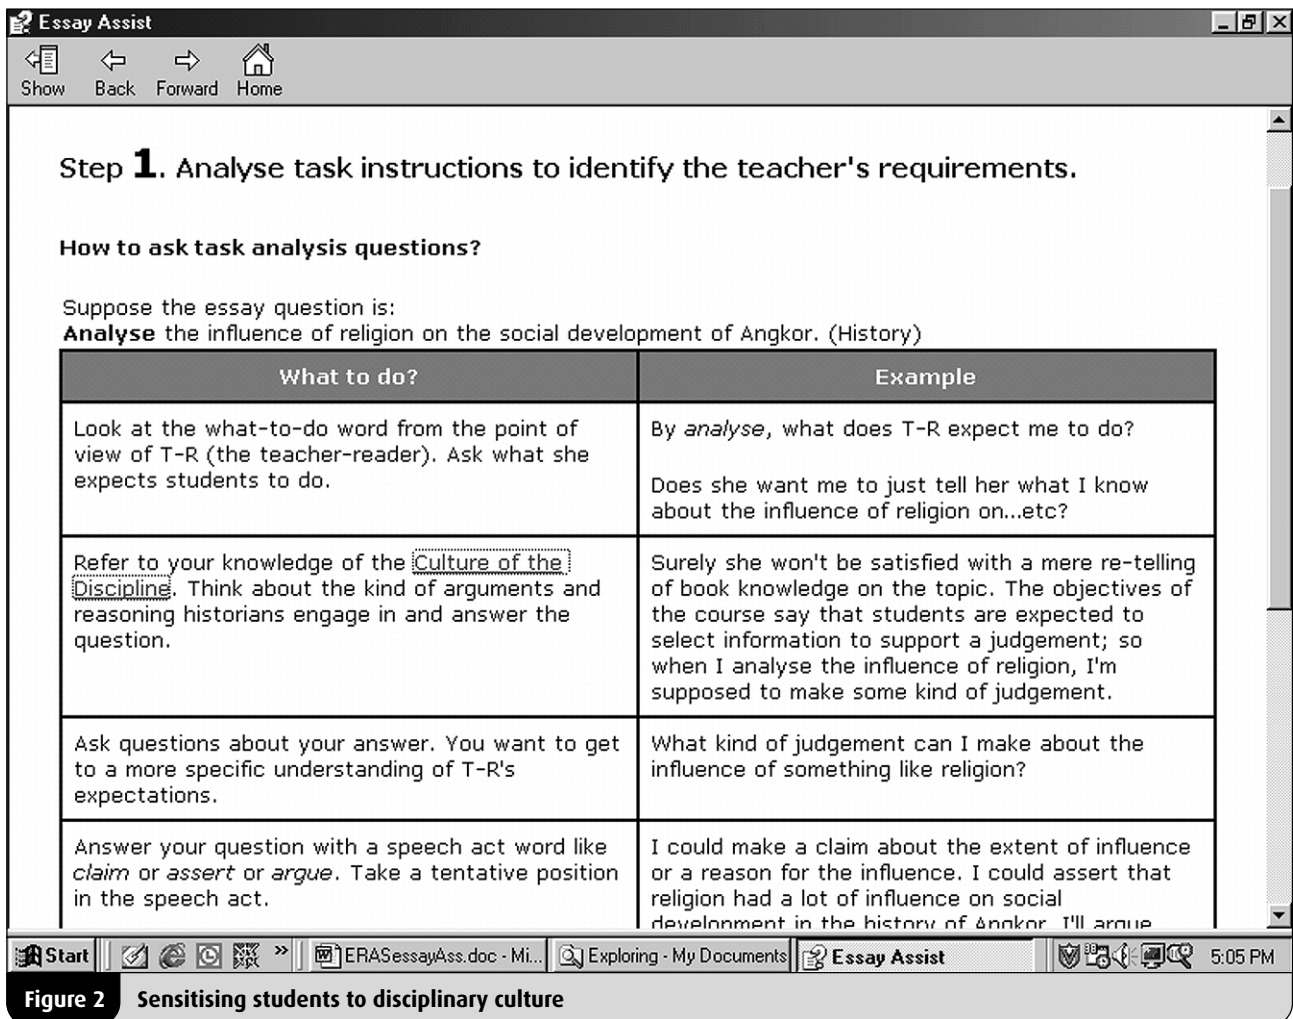 Essay Assist
Show Back Forward Home
Step 1. Analyse task instructions to identify the teacher's requirements.
How to ask task analysis questions?
Suppose the essay question is:
Analyse the influence of religion on the social development of Angkor. (History)
What to do?
Example
Look at the what-to-do word from the point of
view of T-R (the teacher-reader). Ask what she
expects students to do.
By analyse, what does T-R expect me to do?
Does she want me to just tell her what I know
about the influence of religion on...etc?
Refer to your knowledge of the Culture of the
Discipline. Think about the kind of arguments and
reasoning historians engage in and answer the
question.
Surely she won't be satisfied with a mere re-telling
of book knowledge on the topic. The objectives of
the course say that students are expected to
select information to support a judgement; so
when I analyse the influence of religion, I'm
supposed to make some kind of judgement.
Ask questions about your answer. You want to get
to a more specific understanding of T-R's
expectations.
What kind of judgement can I make about the
influence of something like religion?
Answer your question with a speech act word like
claim or assert or argue. Take a tentative position
in the speech act.
I could make a claim about the extent of influence
or a reason for the influence. I could assert that
religion had a lot of influence on social
development in the history of Angkor. I'll argue
Start » ERASessayAss.doc - Mi... Exploring - My Documents Essay Assist 5:05 PM
Figure 2 Sensitising students to disciplinary culture